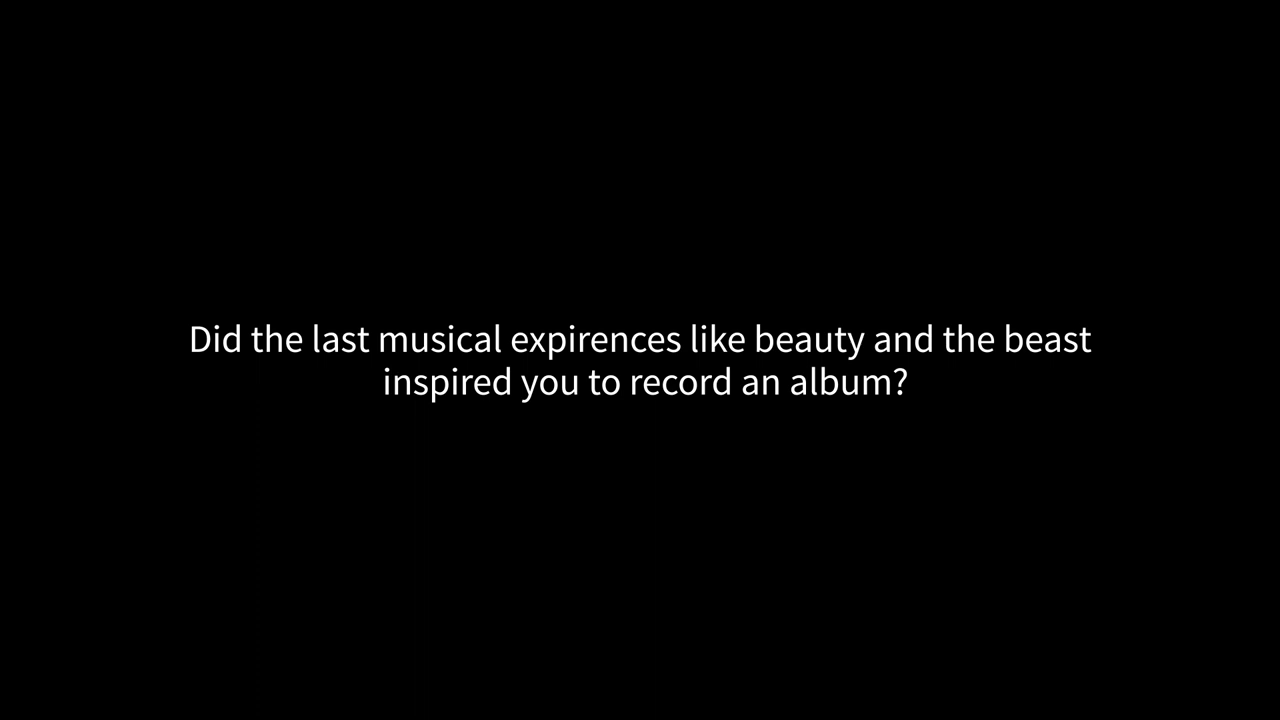 Did the last musical expirences like beauty and the beast
inspired you to record an album?